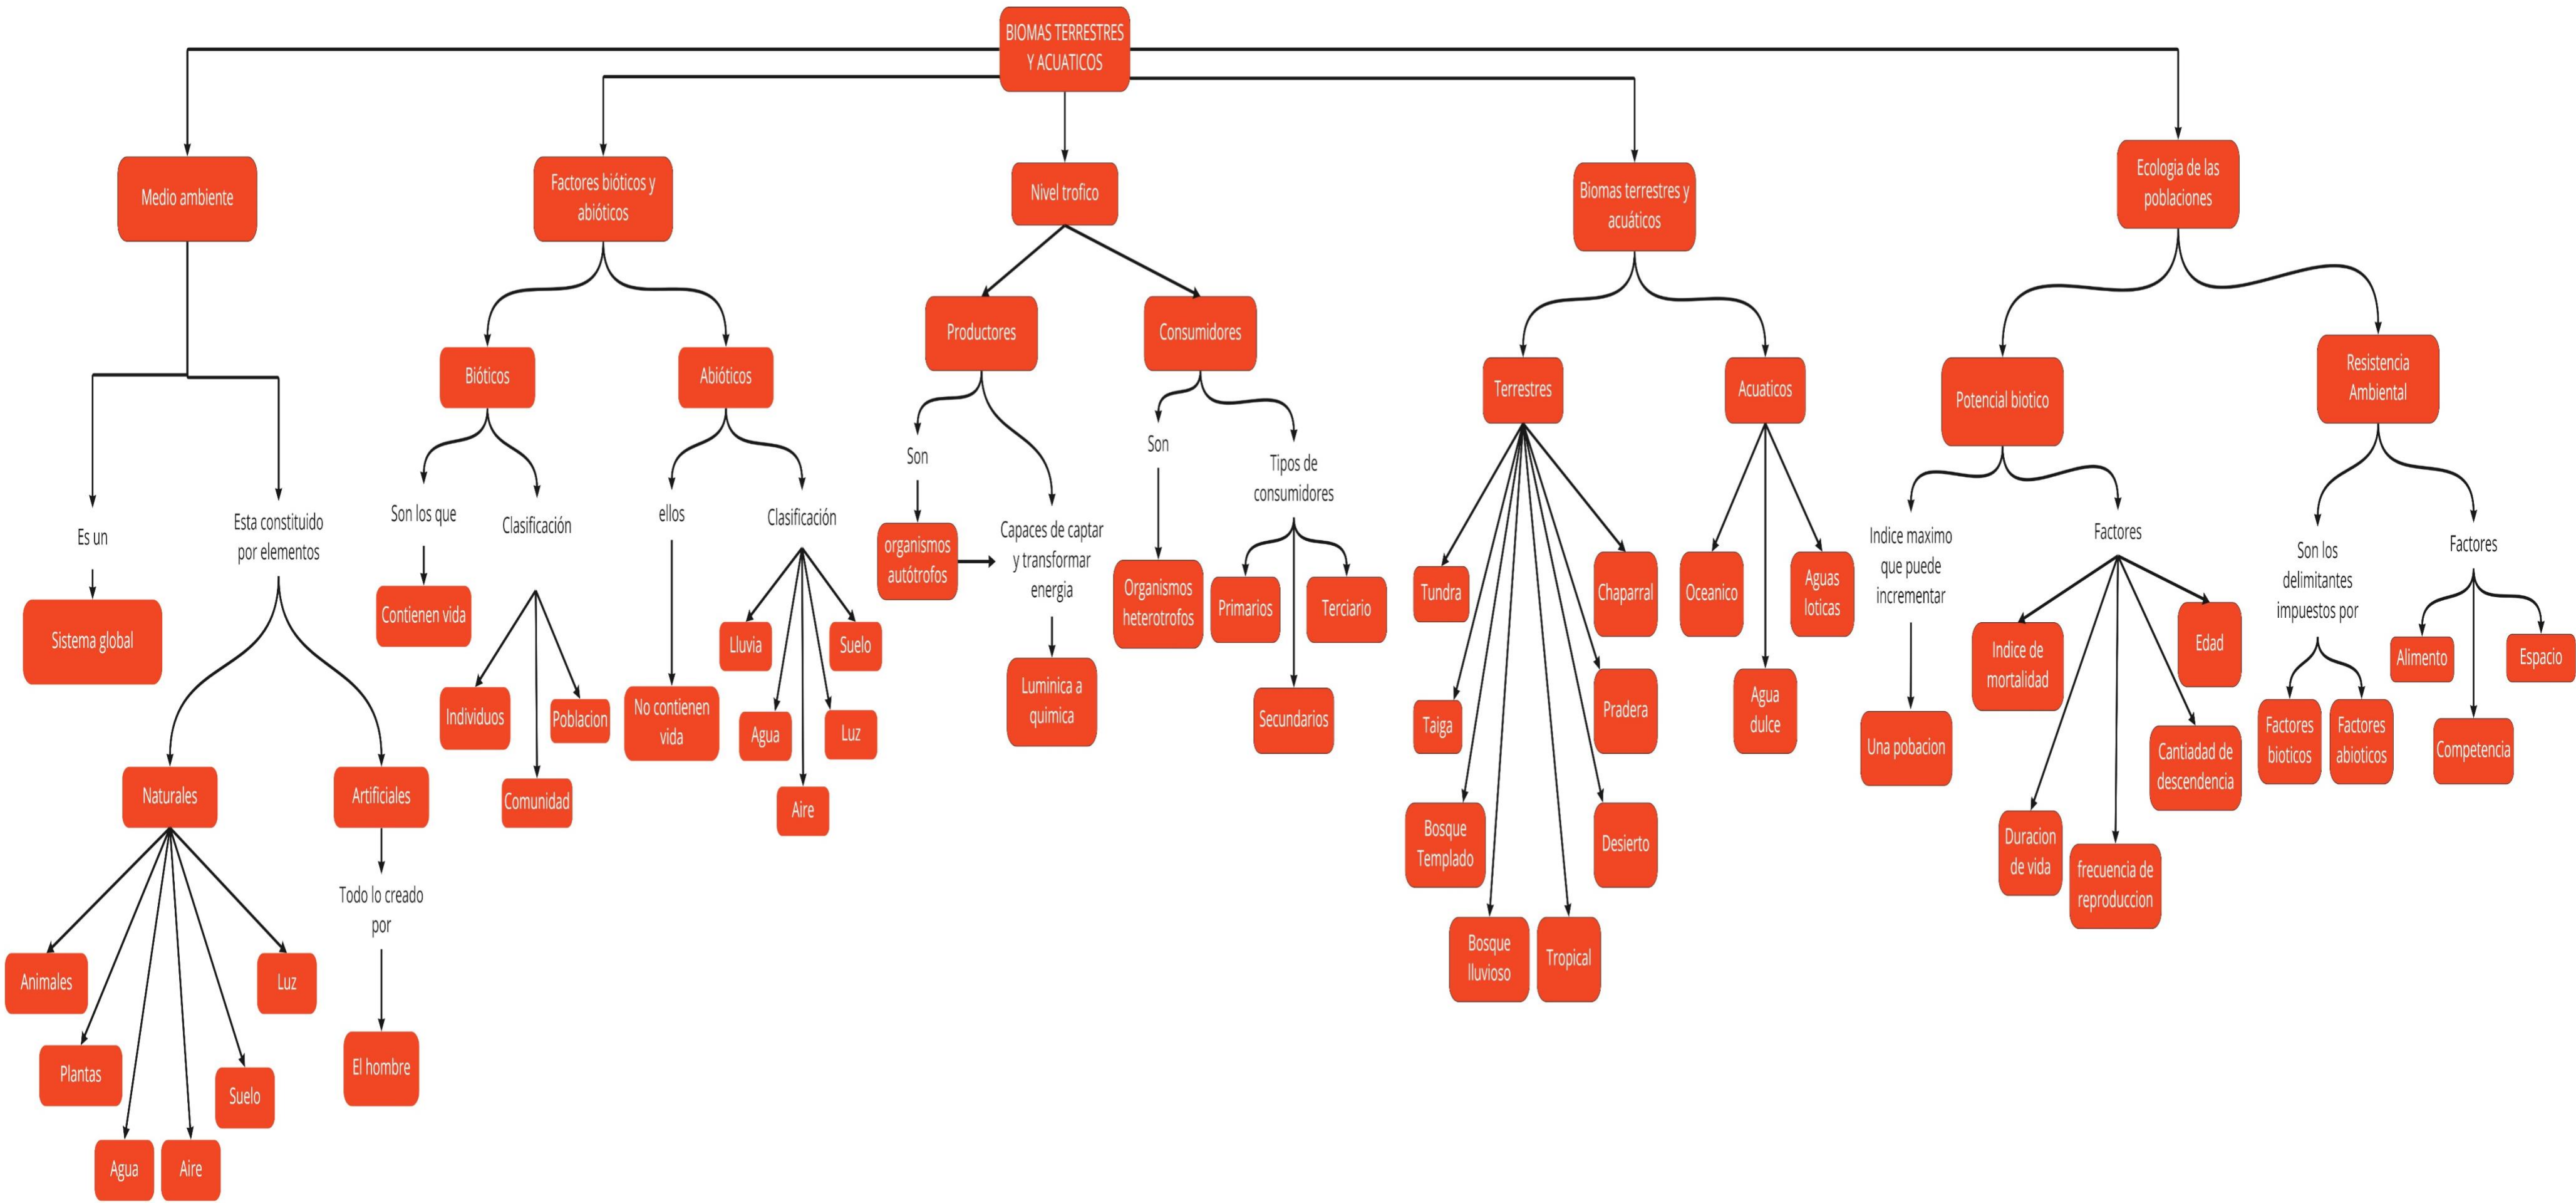 BIOMAS TERRESTRES
Y ACUATICOS
Medio ambiente
Es un
Sistema global
Esta constituido
por elementos
Naturales
Animales
Plantas
Agua
Aire
Suelo
Luz
Artificiales
Todo lo creado
por
El hombre
Factores bióticos y
abióticos
Bióticos
Son los que
Contienen vida
Clasificación
Individuos
Comunidad
Poblacion
Abióticos
ellos
No contienen
vida
Clasificación
Lluvia
Agua
Aire
Luz
Suelo
Nivel trofico
Productores
Son
organismos
autótrofos
Capaces de captar
y transformar
energia
Luminica a
quimica
Consumidores
Son
Organismos
heterotrofos
Tipos de
consumidores
Primarios
Secundarios
Terciario
Biomas terrestres y
acuáticos
Terrestres
Tundra
Taiga
Bosque
Templado
Bosque
lluvioso
Tropical
Desierto
Pradera
Chaparral
Acuaticos
Oceanico
Agua
dulce
Aguas
loticas
Ecologia de las
poblaciones
Potencial biotico
Indice maximo
que puede
incrementar
Una pobacion
Factores
Indice de
mortalidad
Duracion
de vida
frecuencia de
reproduccion
Cantiadad de
descendencia
Edad
Resistencia
Ambiental
Son los
delimitantes
impuestos por
Factores
bioticos
Factores
abioticos
Factores
Alimento
Competencia
Espacio